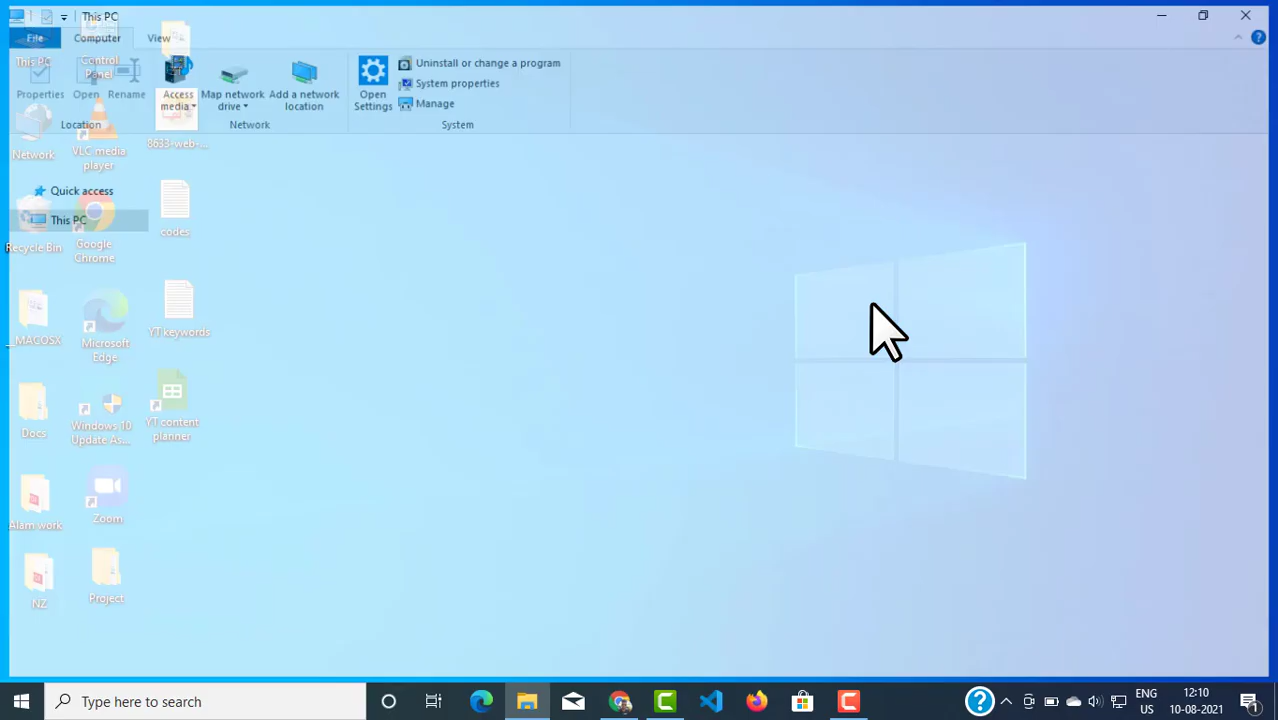 This PC
File
Computer
View
Control
Panel
This PC
Properties
Open
Rename
Access
media
Map network
drive
Add a network
location
Open
Settings
Uninstall or change a program
System properties
Manage
Location
Network
System
Network
VLC media
player
8633-web-...
Quick access
This PC
Recycle Bin
Google
Chrome
codes
__MACOSX
Microsoft
Edge
YT keywords
Docs
Windows 10
Update As...
YT content
planner
Alam work
Zoom
NZ
Project
Type here to search
ENG
US
12:10
10-08-2021
1